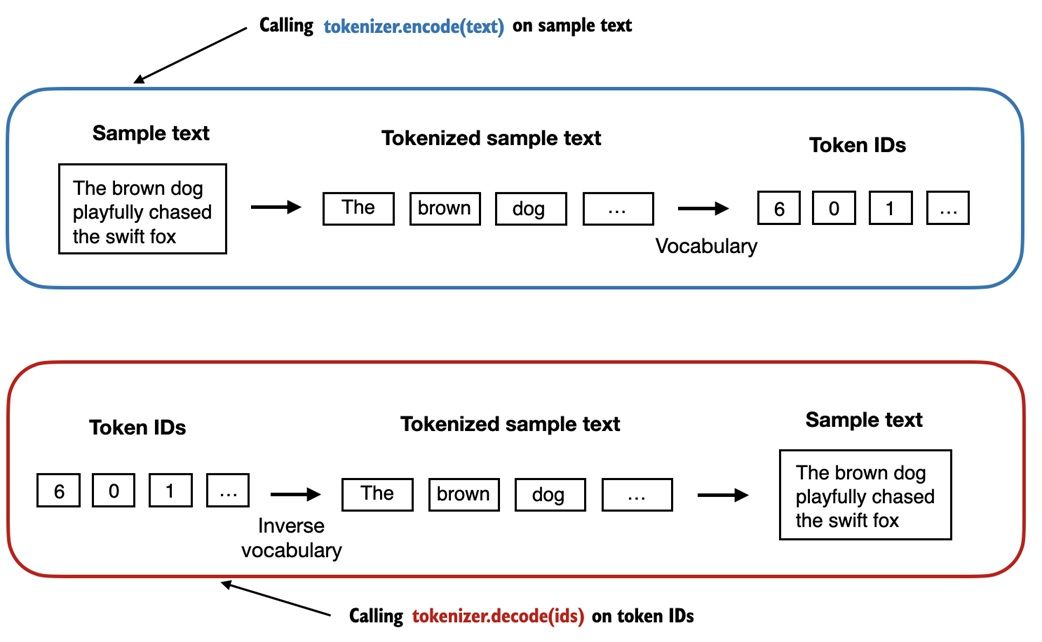 Calling tokenizer.encode(text) on sample text
Sample text
Tokenized sample text
Token IDs
The brown dog
playfully chased
the swift fox
The brown dog ...
6 0 1 ...
Vocabulary
Token IDs
Tokenized sample text
Sample text
6 0 1 ...
Inverse
vocabulary
The brown dog ...
The brown dog
playfully chased
the swift fox
Calling tokenizer.decode(ids) on token IDs